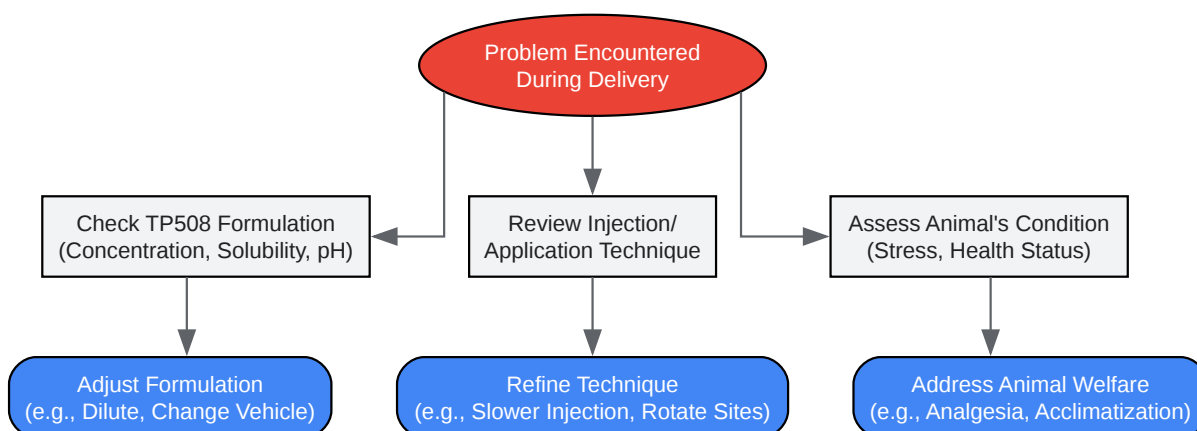 Problem Encountered
During Delivery
Check TP508 Formulation
(Concentration, Solubility, pH)
Review Injection/
Application Technique
Assess Animal's Condition
(Stress, Health Status)
Adjust Formulation
(e.g., Dilute, Change Vehicle)
Refine Technique
(e.g., Slower Injection, Rotate Sites)
Address Animal Welfare
(e.g., Analgesia, Acclimatization)